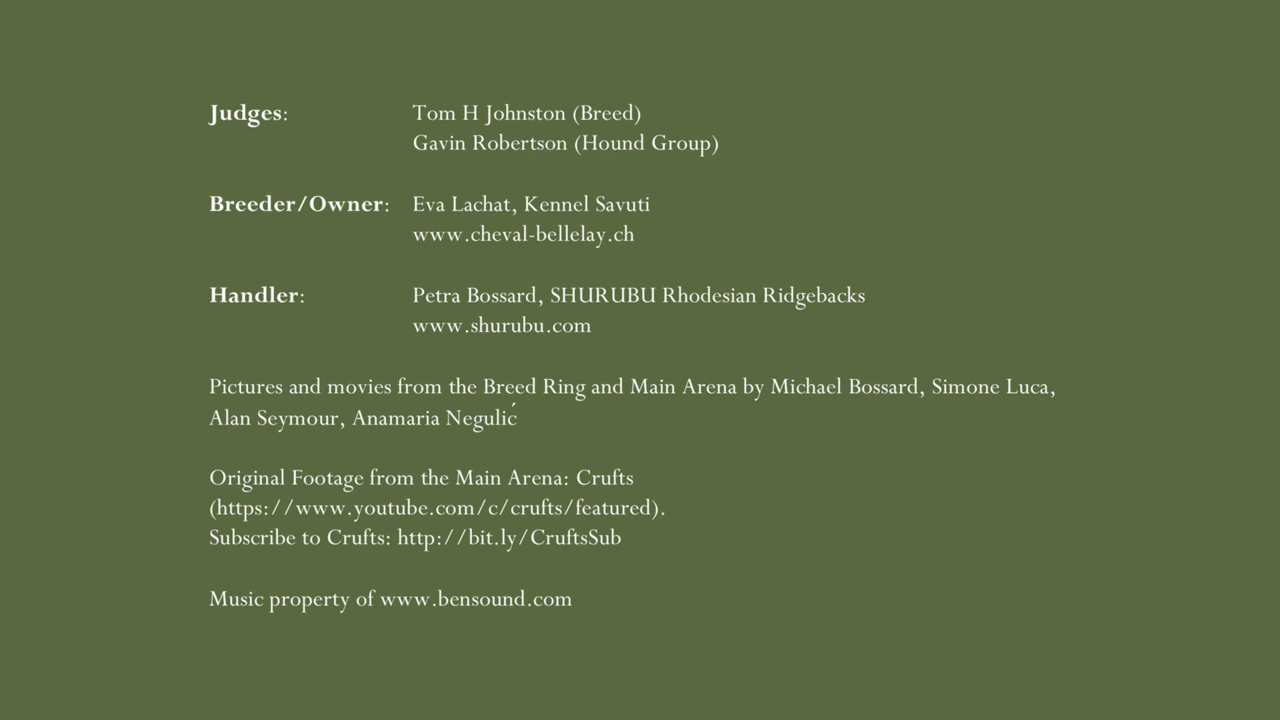 Judges: Tom H Johnston (Breed)
Gavin Robertson (Hound Group)
Breeder/Owner: Eva Lachat, Kennel Savuti
www.cheval-bellelay.ch
Handler: Petra Bossard, SHURUBU Rhodesian Ridgebacks
www.shurubu.com
Pictures and movies from the Breed Ring and Main Arena by Michael Bossard, Simone Luca,
Alan Seymour, Anamaria Negulić
Original Footage from the Main Arena: Crufts
(https://www.youtube.com/c/crufts/featured).
Subscribe to Crufts: http://bit.ly/CruftsSub
Music property of www.bensound.com